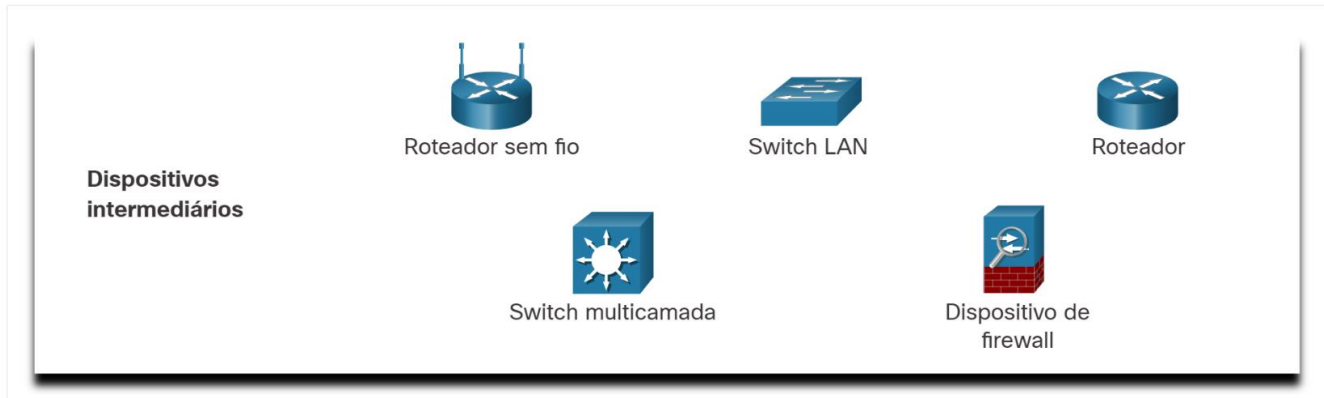 Roteador sem fio
Switch LAN
Roteador
Dispositivos
intermediários
Switch multicamada
Dispositivo de
firewall